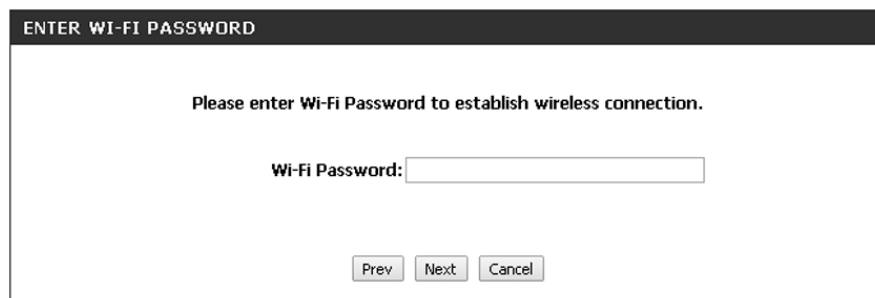 ENTER WI-FI PASSWORD
Please enter Wi-Fi Password to establish wireless connection.
Wi-Fi Password:
Prev Next Cancel